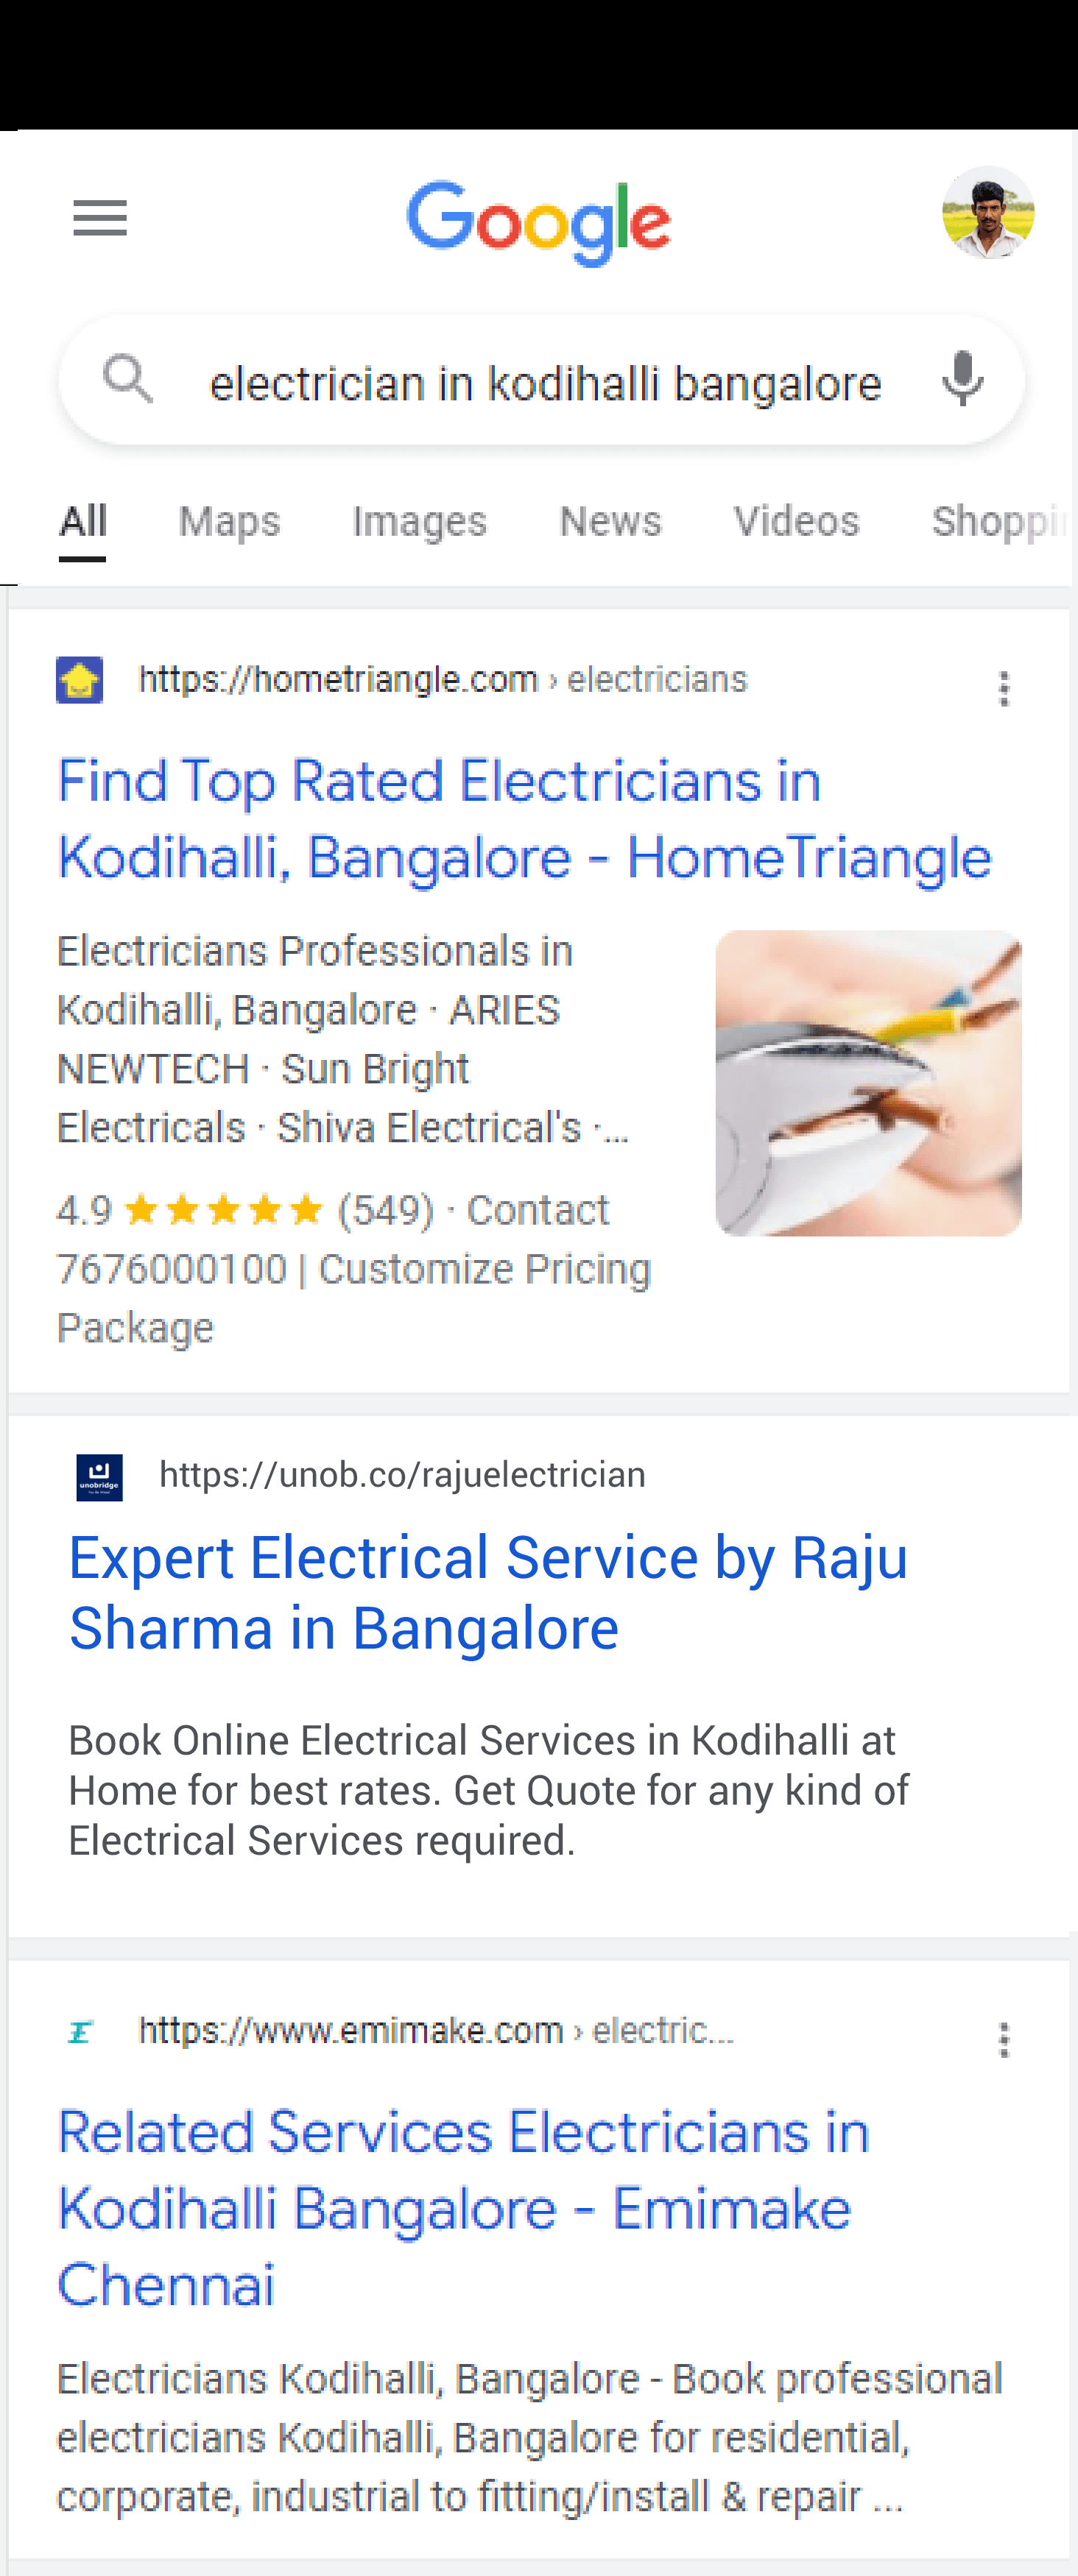 Google
electrician in kodihalli bangalore
All Maps Images News Videos Shoppi
https://hometriangle.com › electricians
Find Top Rated Electricians in
Kodihalli, Bangalore - HomeTriangle
Electricians Professionals in
Kodihalli, Bangalore · ARIES
NEWTECH · Sun Bright
Electricals · Shiva Electrical's ·...
4.9 ★★★★★ (549) · Contact
7676000100 | Customize Pricing
Package
unobridge
https://unob.co/rajuelectrician
Expert Electrical Service by Raju
Sharma in Bangalore
Book Online Electrical Services in Kodihalli at
Home for best rates. Get Quote for any kind of
Electrical Services required.
https://www.emimake.com › electric...
Related Services Electricians in
Kodihalli Bangalore - Emimake
Chennai
Electricians Kodihalli, Bangalore - Book professional
electricians Kodihalli, Bangalore for residential,
corporate, industrial to fitting/install & repair ...